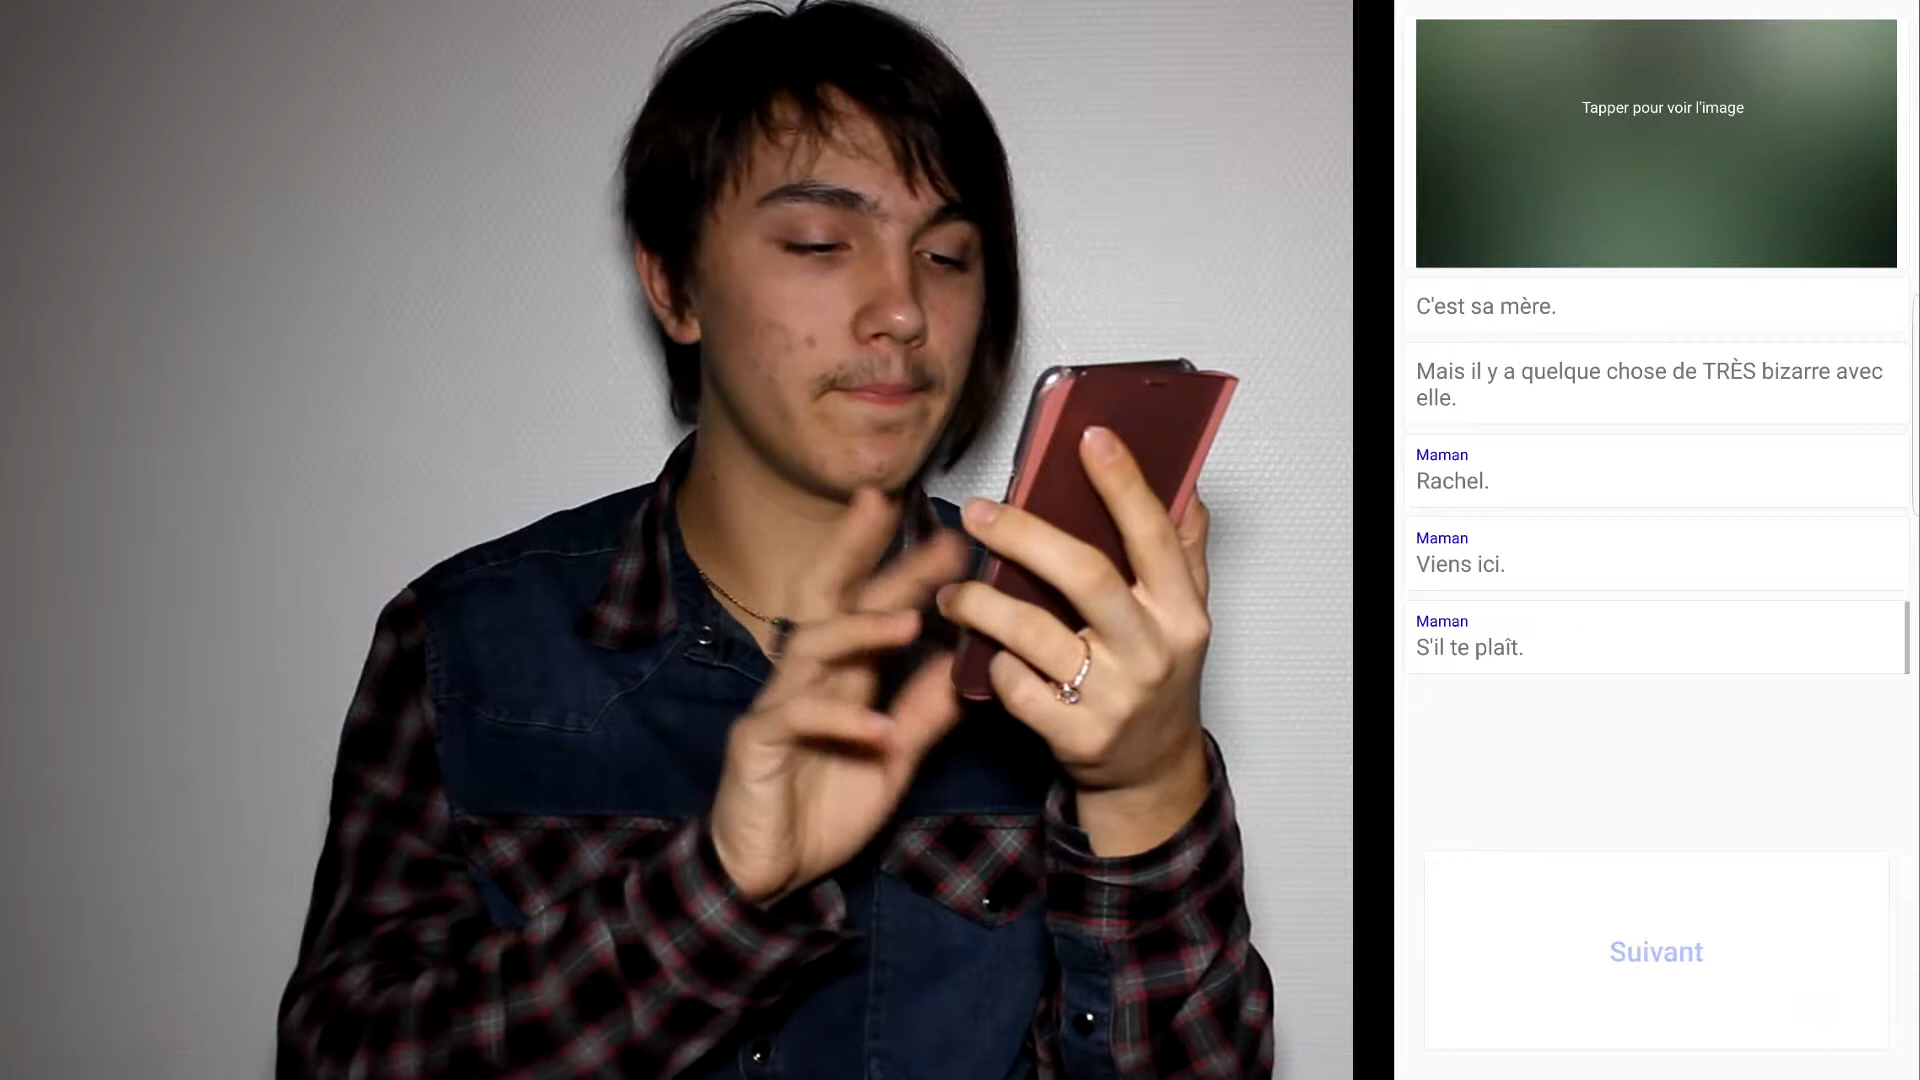 Tapper pour voir l'image
C'est sa mère.
Mais il y a quelque chose de TRÈS bizarre avec
elle.
Maman
Rachel.
Maman
Viens ici.
Maman
S'il te plaît.
Suivant